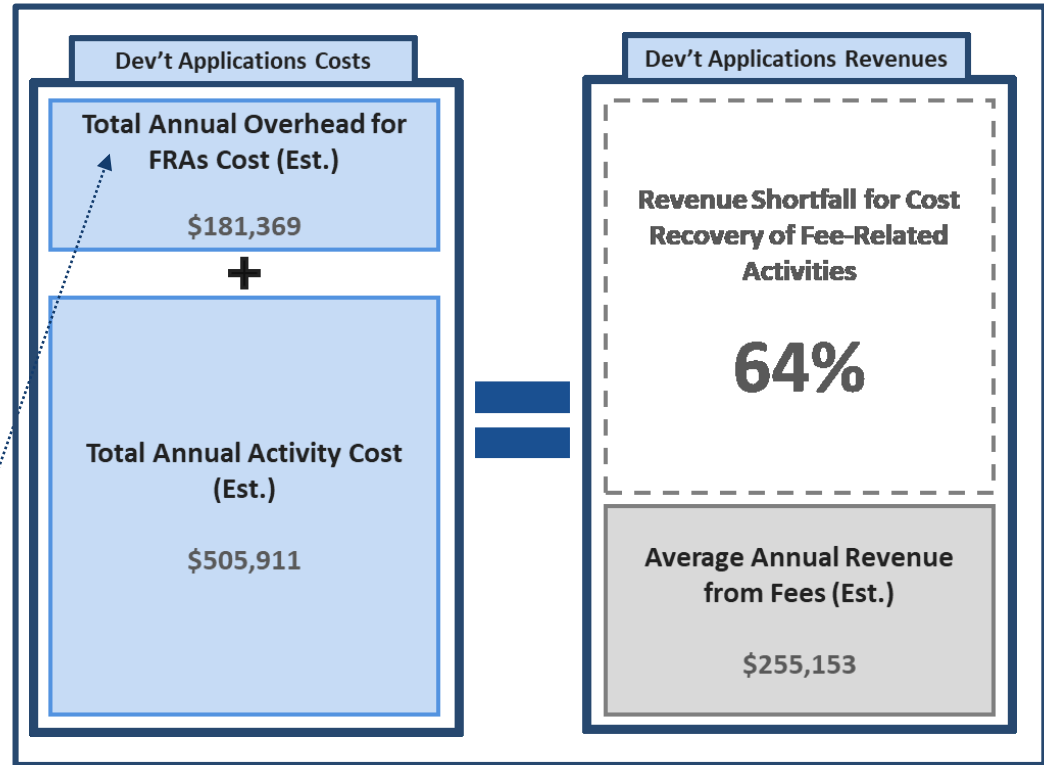 Dev’t Applications Costs
Total Annual Overhead for
FRAs Cost (Est.)
$181,369
+
Total Annual Activity Cost
(Est.)
$505,911
=
Dev’t Applications Revenues
Revenue Shortfall for Cost
Recovery of Fee-Related
Activities
64%
Average Annual Revenue
from Fees (Est.)
$255,153